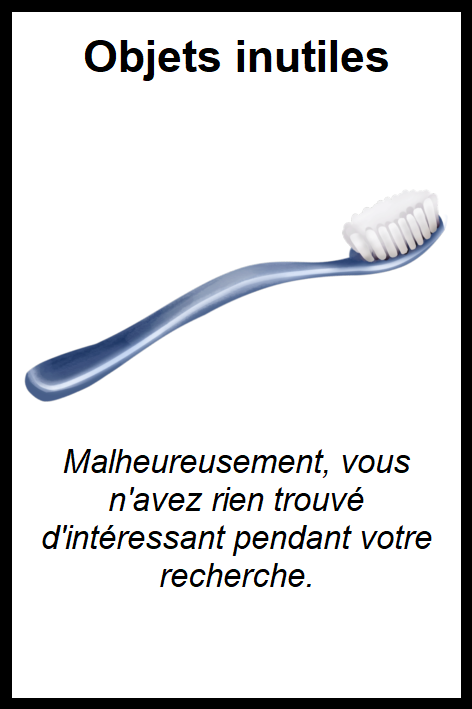 Objets inutiles
Malheureusement, vous
n'avez rien trouvé
d'intéressant pendant votre
recherche.